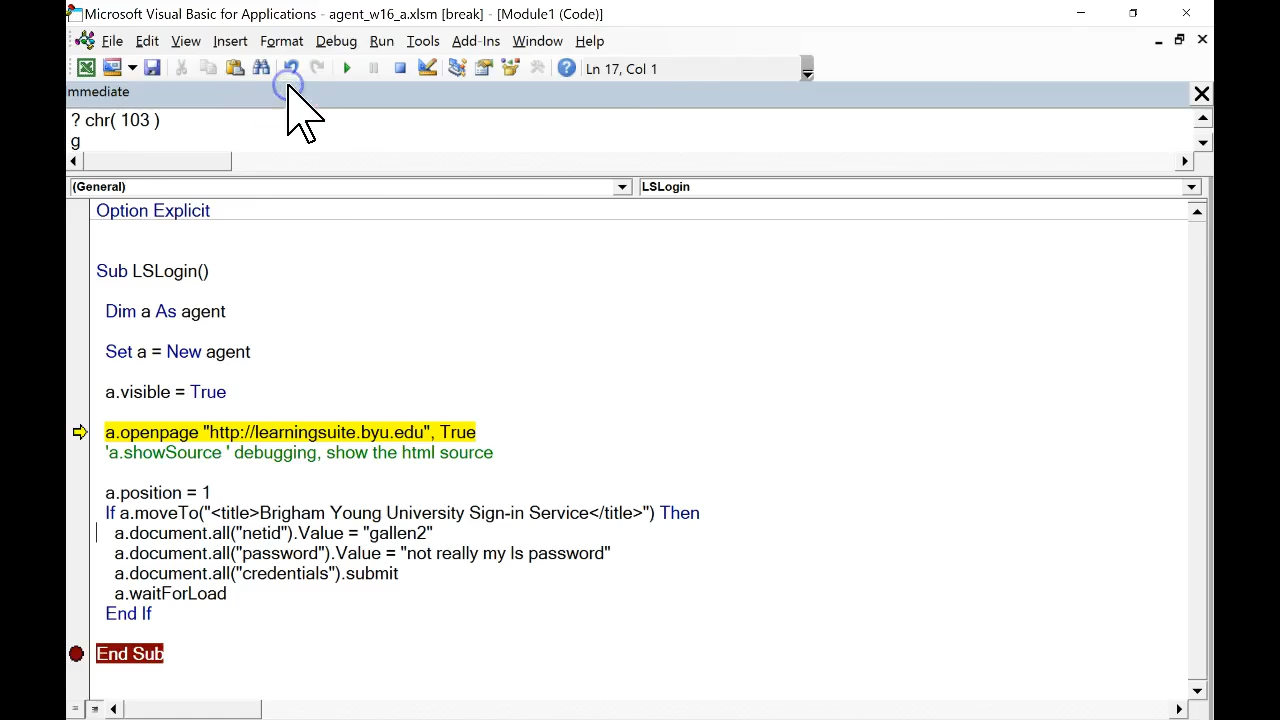 Microsoft Visual Basic for Applications - agent_w16_a.xlsm [break] - [Module1 (Code)]
File Edit View Insert Format Debug Run Tools Add-Ins Window Help
Ln 17, Col 1
mmediate
? chr( 103 )
g
(General) LSLogin
Option Explicit
Sub LSLogin()
Dim a As agent
Set a = New agent
a.visible = True
a.openpage "http://learningsuite.byu.edu", True
'a.showSource ' debugging, show the html source
a.position = 1
If a.moveTo("<title>Brigham Young University Sign-in Service</title>") Then
a.document.all("netid").Value = "gallen2"
a.document.all("password").Value = "not really my ls password"
a.document.all("credentials").submit
a.waitForLoad
End If
End Sub